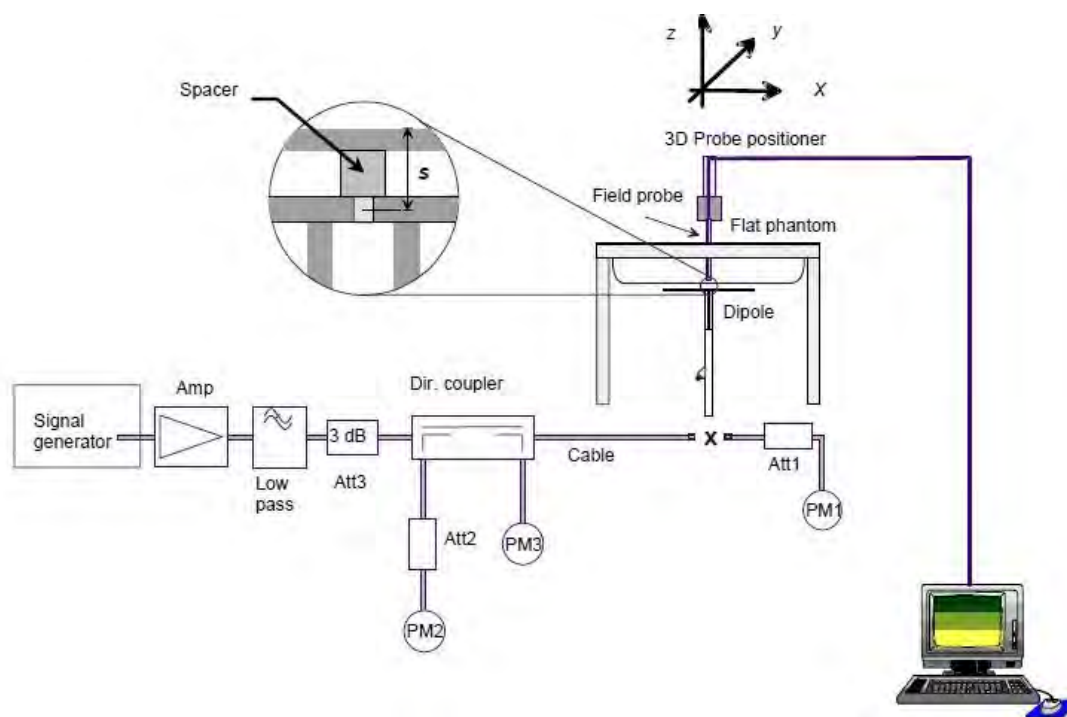 z
y
x
Spacer
s
3D Probe positioner
Field probe
Flat phantom
Dipole
Dir. coupler
Amp
Signal
generator
3 dB
Low
pass
Att3
Cable
X
Att1
PM1
Att2
PM3
PM2